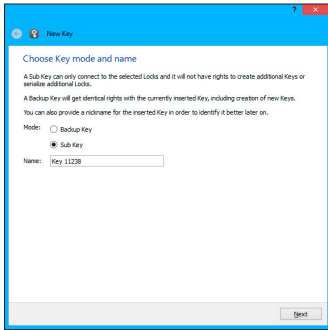 ? ×
New Key
Choose Key mode and name
A Sub Key can only connect to the selected Locks and it will not have rights to create additional Keys or
serialize additional Locks.
A Backup Key will get identical rights with the currently inserted Key, including creation of new Keys.
You can also provide a nickname for the inserted Key in order to identify it better later on.
Mode: Backup Key
Sub Key
Name: Key 11238
Next